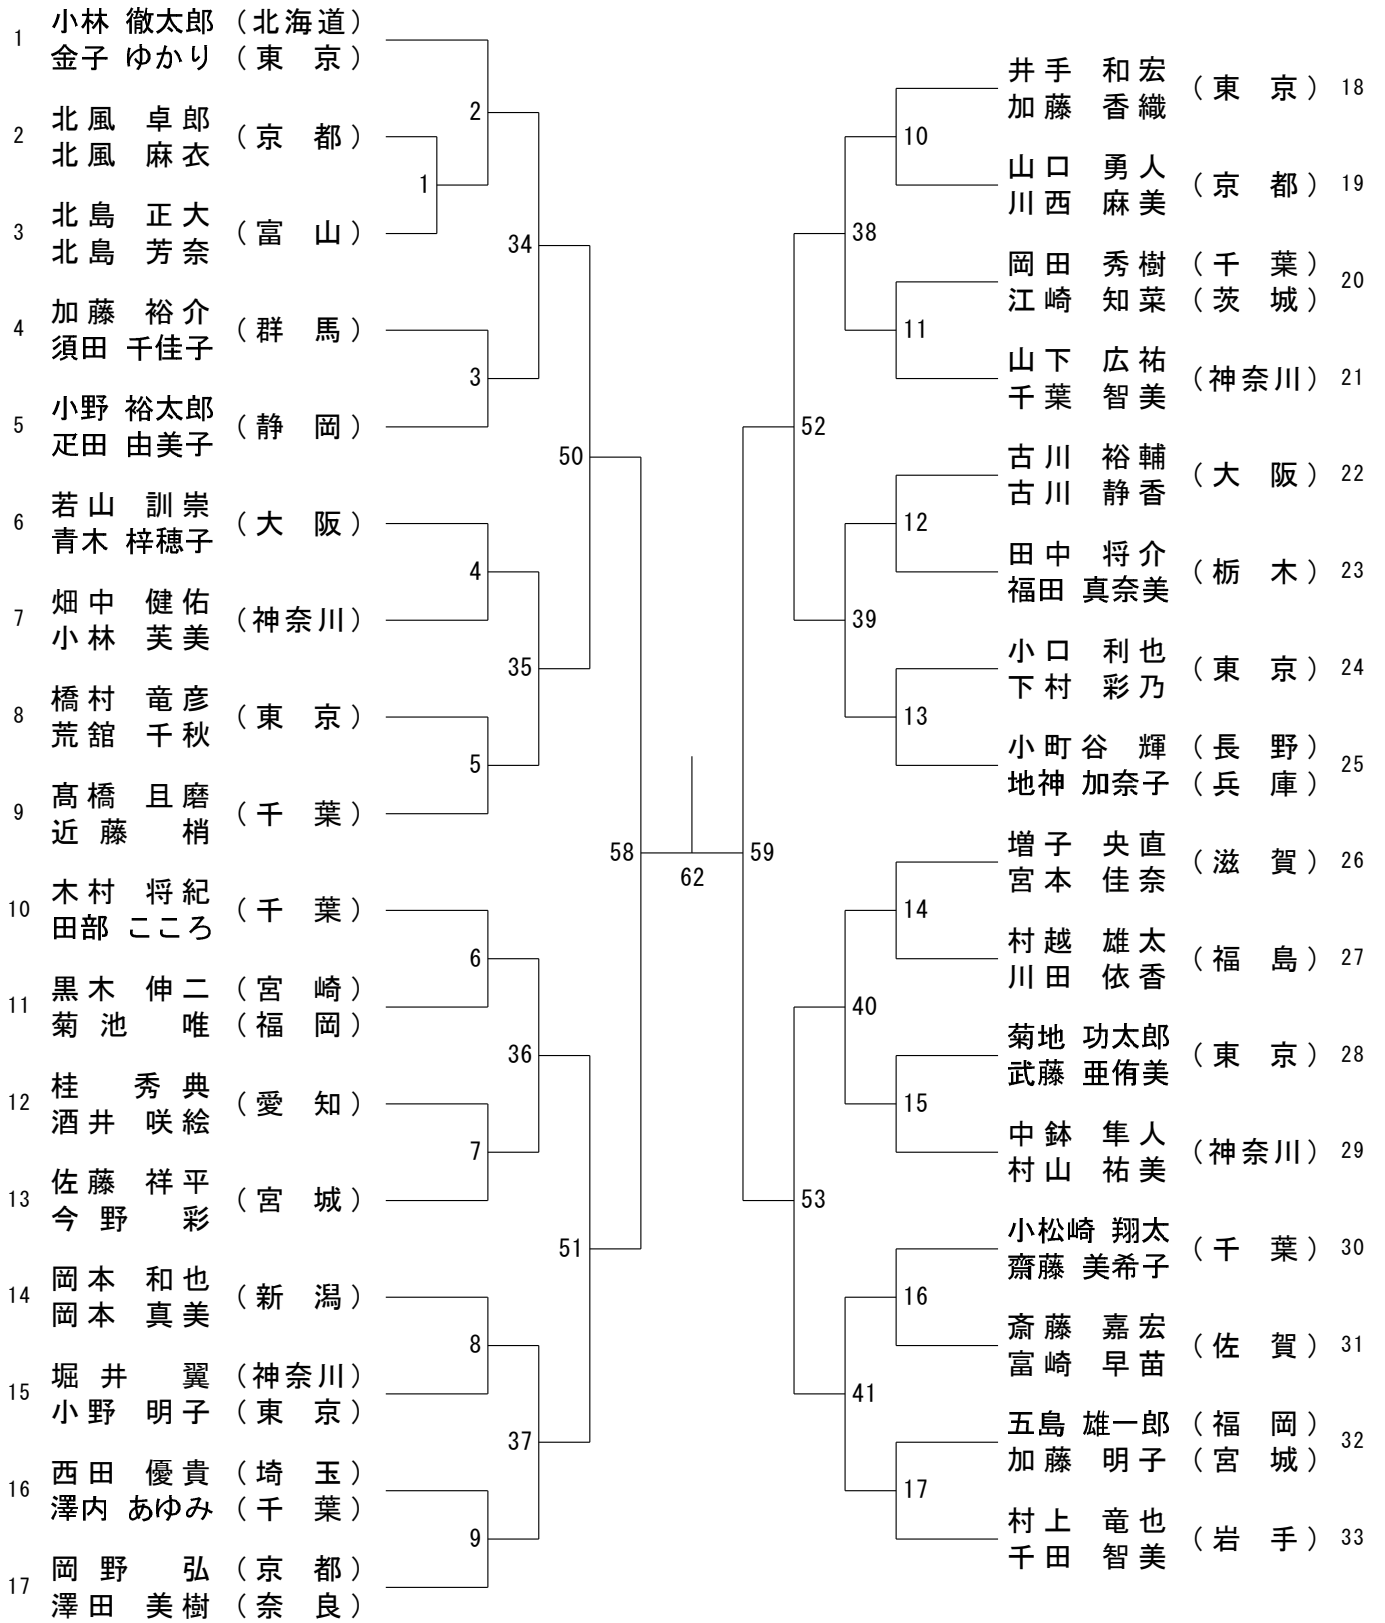 1 小林 徹太郎 (北海道)
金子 ゆかり (東 京)
2 北風 卓郎 (京 都)
北風 麻衣
3 北島 正大 (富 山)
北島 芳奈
4 加藤 裕介 (群 馬)
須田 千佳子
5 小野 裕太郎 (静 岡)
疋田 由美子
6 若山 訓崇 (大 阪)
青木 梓穂子
7 畑中 健佑 (神奈川)
小林 芙美
8 橋村 竜彦 (東 京)
荒舘 千秋
9 髙橋 且磨 (千 葉)
近藤 梢
10 木村 将紀 (千 葉)
田部 こころ
11 黒木 伸二 (宮 崎)
菊池 唯 (福 岡)
12 桂 秀典 (愛 知)
酒井 咲絵
13 佐藤 祥平 (宮 城)
今野 彩
14 岡本 和也 (新 潟)
岡本 真美
15 堀井 翼 (神奈川)
小野 明子 (東 京)
16 西田 優貴 (埼 玉)
澤内 あゆみ (千 葉)
17 岡野 弘 (京 都)
澤田 美樹 (奈 良)
1
2
3
4
5
6
7
8
9
34
35
36
37
50
51
58
62
59
52
53
38
39
40
41
10
11
12
13
14
15
16
17
井手 和宏 (東 京) 18
加藤 香織
山口 勇人 (京 都) 19
川西 麻美
岡田 秀樹 (千 葉) 20
江崎 知菜 (茨 城)
山下 広祐 (神奈川) 21
千葉 智美
古川 裕輔 (大 阪) 22
古川 静香
田中 将介 (栃 木) 23
福田 真奈美
小口 利也 (東 京) 24
下村 彩乃
小町谷 輝 (長 野) 25
地神 加奈子 (兵 庫)
増子 央直 (滋 賀) 26
宮本 佳奈
村越 雄太 (福 島) 27
川田 依香
菊地 功太郎 (東 京) 28
武藤 亜侑美
中鉢 隼人 (神奈川) 29
村山 祐美
小松崎 翔太 (千 葉) 30
齋藤 美希子
斎藤 嘉宏 (佐 賀) 31
富崎 早苗
五島 雄一郎 (福 岡) 32
加藤 明子 (宮 城)
村上 竜也 (岩 手) 33
千田 智美